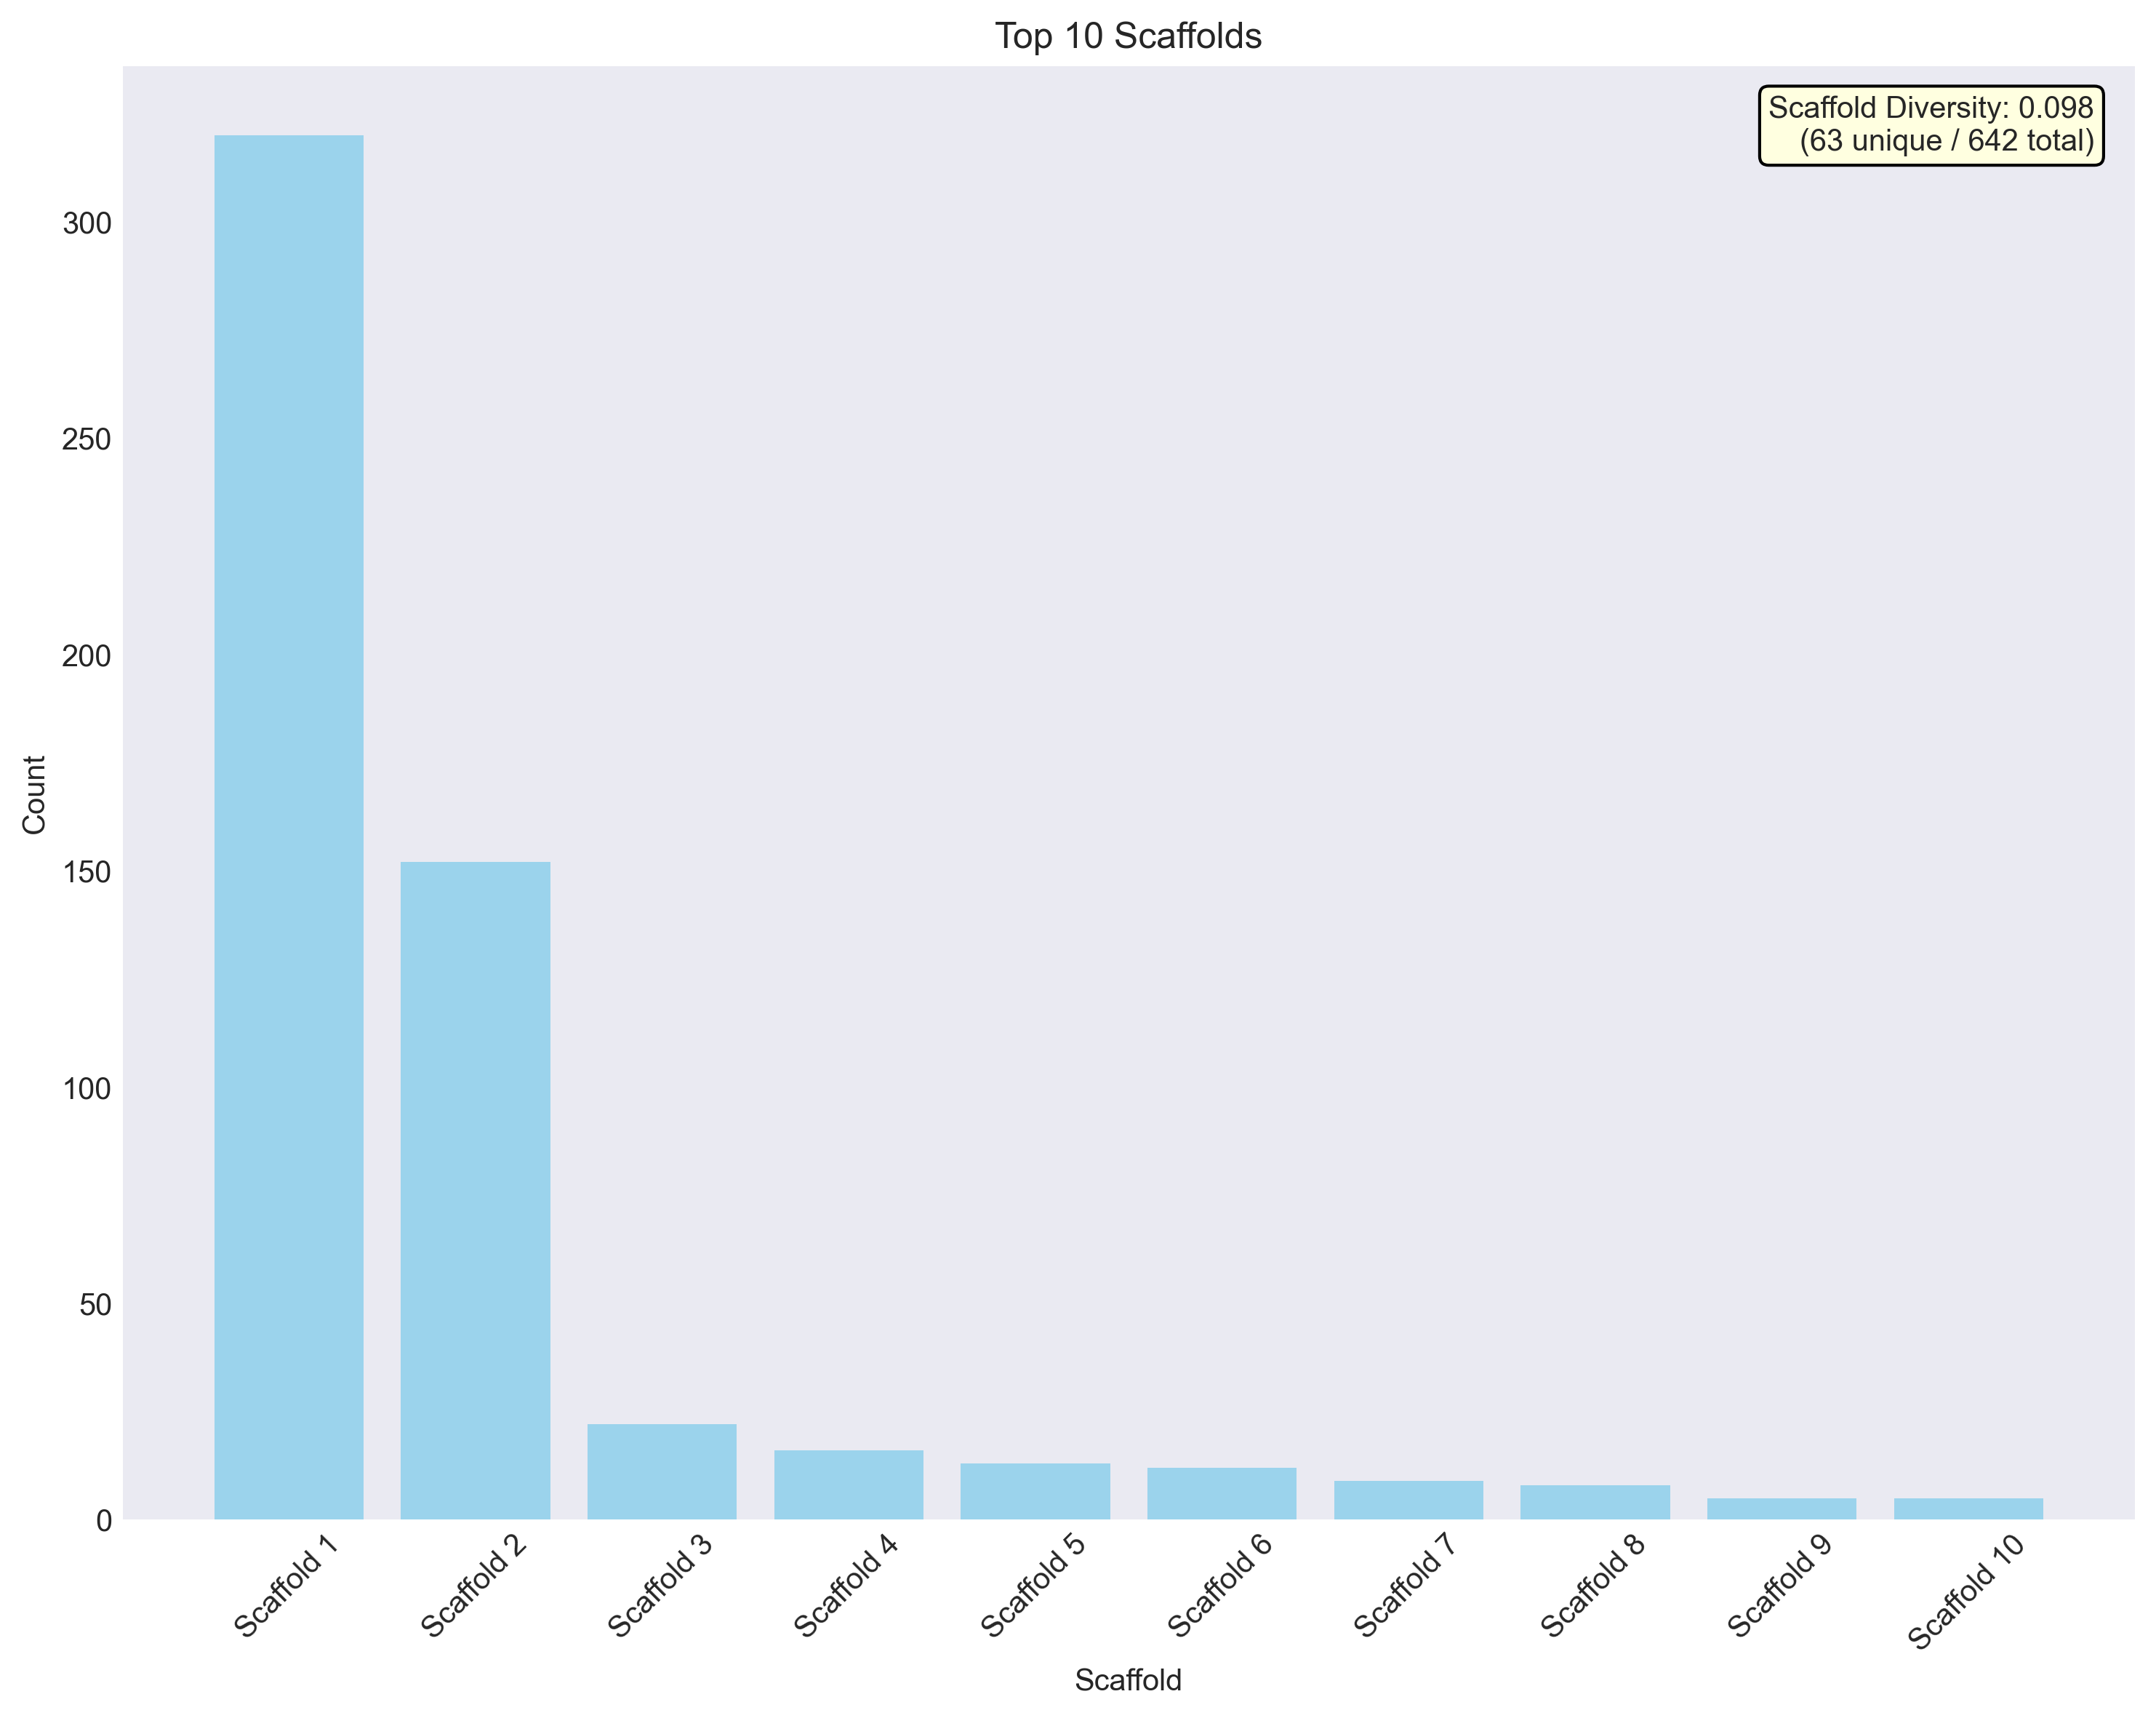 Top 10 Scaffolds
Scaffold Diversity: 0.098
(63 unique / 642 total)
Count
300
250
200
150
100
50
0
Scaffold 1
Scaffold 2
Scaffold 3
Scaffold 4
Scaffold 5
Scaffold 6
Scaffold 7
Scaffold 8
Scaffold 9
Scaffold 10
Scaffold